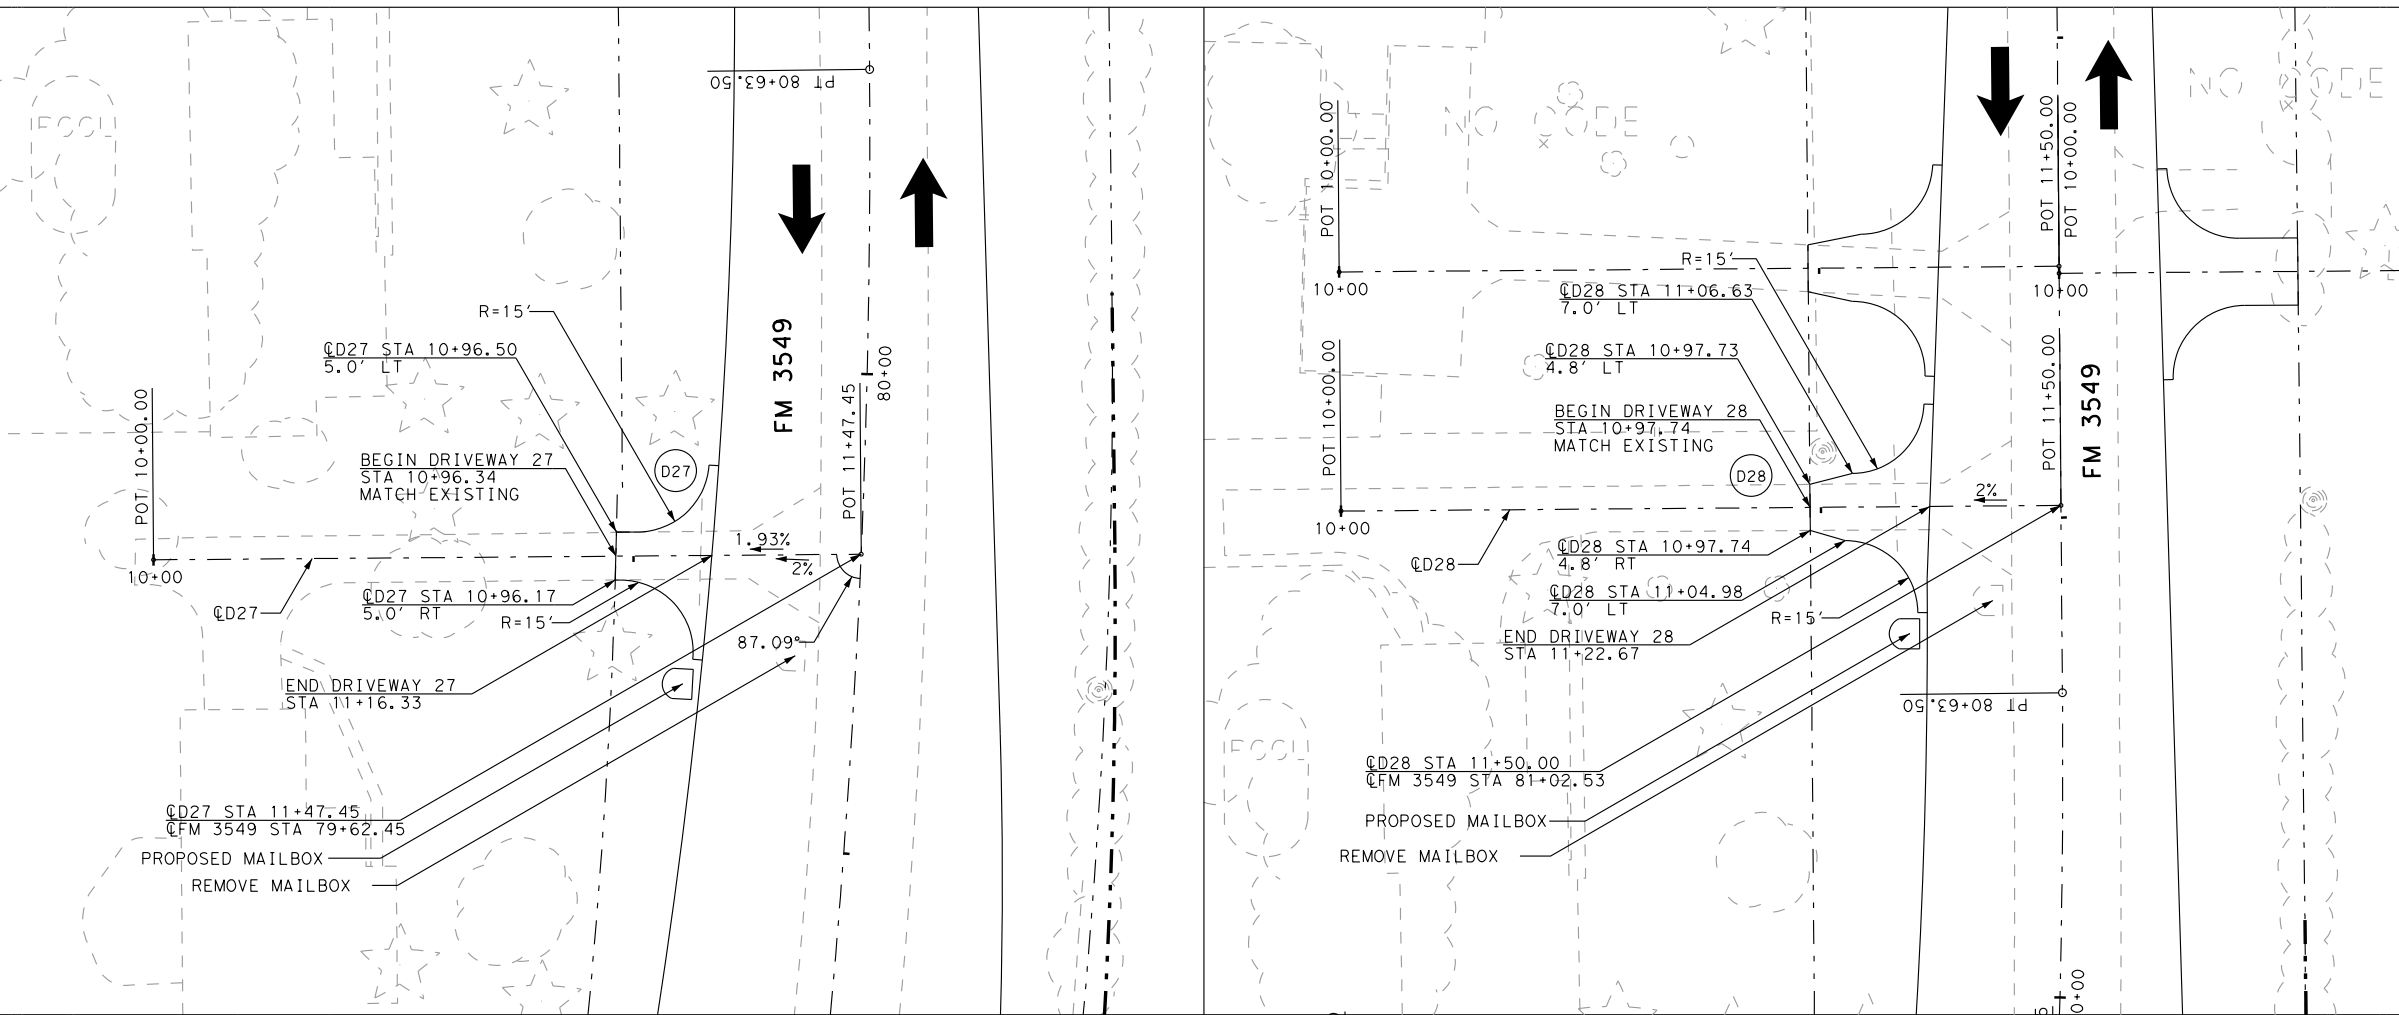 PT 80+63.50
ECCL
R=15'
℄D27 STA 10+96.50
5.0' LT
FM 3549
80+00
POT 11+47.45
POT 10+00.00
BEGIN DRIVEWAY 27
STA 10+96.34
MATCH EXISTING
D27
1.93%
2%
10+00
℄D27
℄D27 STA 10+96.17
5.0' RT
R=15'
87.09°
END DRIVEWAY 27
STA 11+16.33
℄D27 STA 11+47.45
℄FM 3549 STA 79+62.45
PROPOSED MAILBOX
REMOVE MAILBOX
NO CODE
NO CODE
POT 10+00.00
POT 11+50.00
POT 10+00.00
10+00
10+00
R=15'
℄D28 STA 11+06.63
7.0' LT
℄D28 STA 10+97.73
4.8' LT
POT 10+00.00
POT 11+50.00
FM 3549
BEGIN DRIVEWAY 28
STA 10+97.74
MATCH EXISTING
D28
2%
10+00
℄D28
℄D28 STA 10+97.74
4.8' RT
℄D28 STA 11+04.98
7.0' LT
R=15'
END DRIVEWAY 28
STA 11+22.67
PT 80+63.50
ECCL
℄D28 STA 11+50.00
℄FM 3549 STA 81+02.53
PROPOSED MAILBOX
REMOVE MAILBOX
0+00